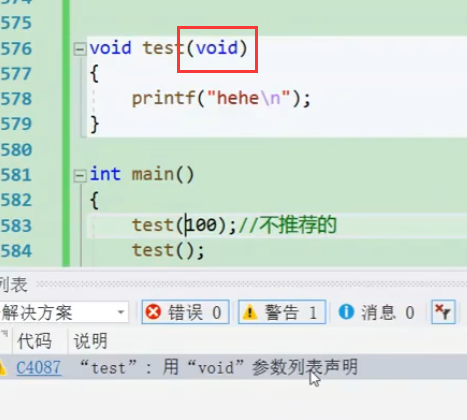 575
576 void test(void)
577 {
578 printf("hehe\n");
579 }
580
581 int main()
582 {
583 test(100);//不推荐的
584 test();
列表
解决方案 错误 0 警告 1 消息 0
代码 说明
C4087 “test”: 用“void”参数列表声明